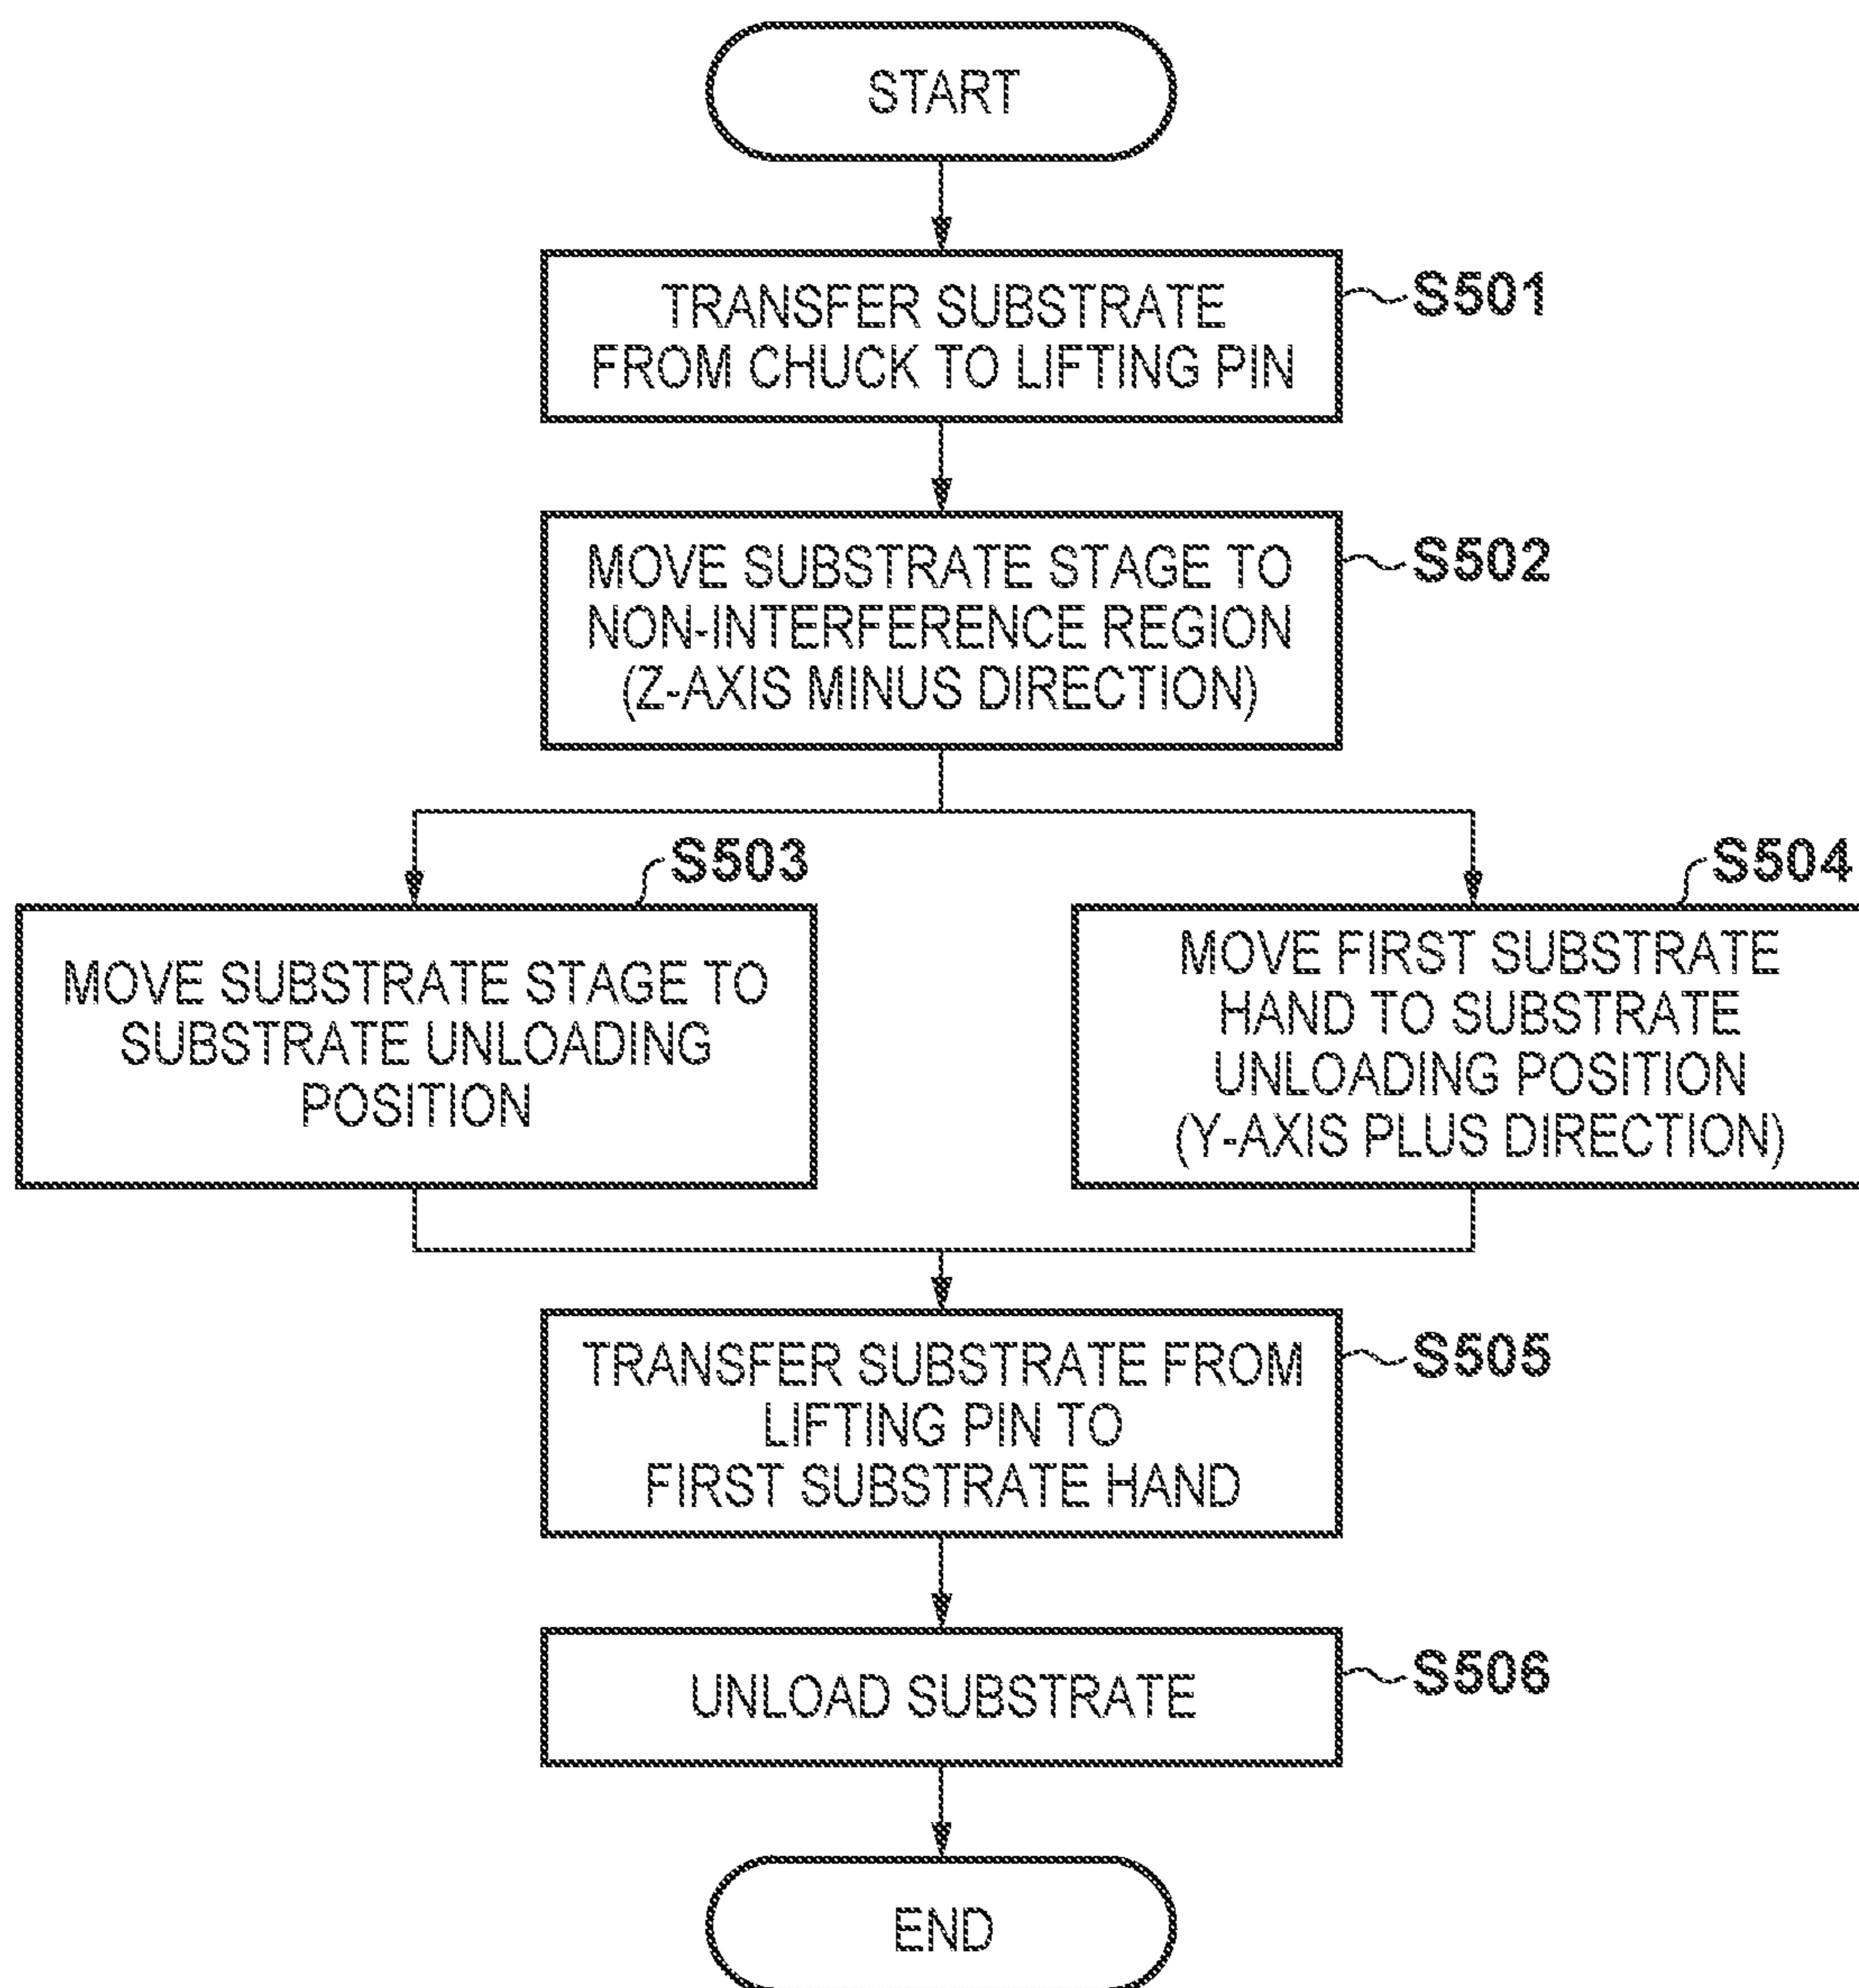 START
TRANSFER SUBSTRATE
FROM CHUCK TO LIFTING PIN
S501
MOVE SUBSTRATE STAGE TO
NON-INTERFERENCE REGION
(Z-AXIS MINUS DIRECTION)
S502
S503
MOVE SUBSTRATE STAGE TO
SUBSTRATE UNLOADING
POSITION
S504
MOVE FIRST SUBSTRATE
HAND TO SUBSTRATE
UNLOADING POSITION
(Y-AXIS PLUS DIRECTION)
TRANSFER SUBSTRATE FROM
LIFTING PIN TO
FIRST SUBSTRATE HAND
S505
UNLOAD SUBSTRATE
S506
END